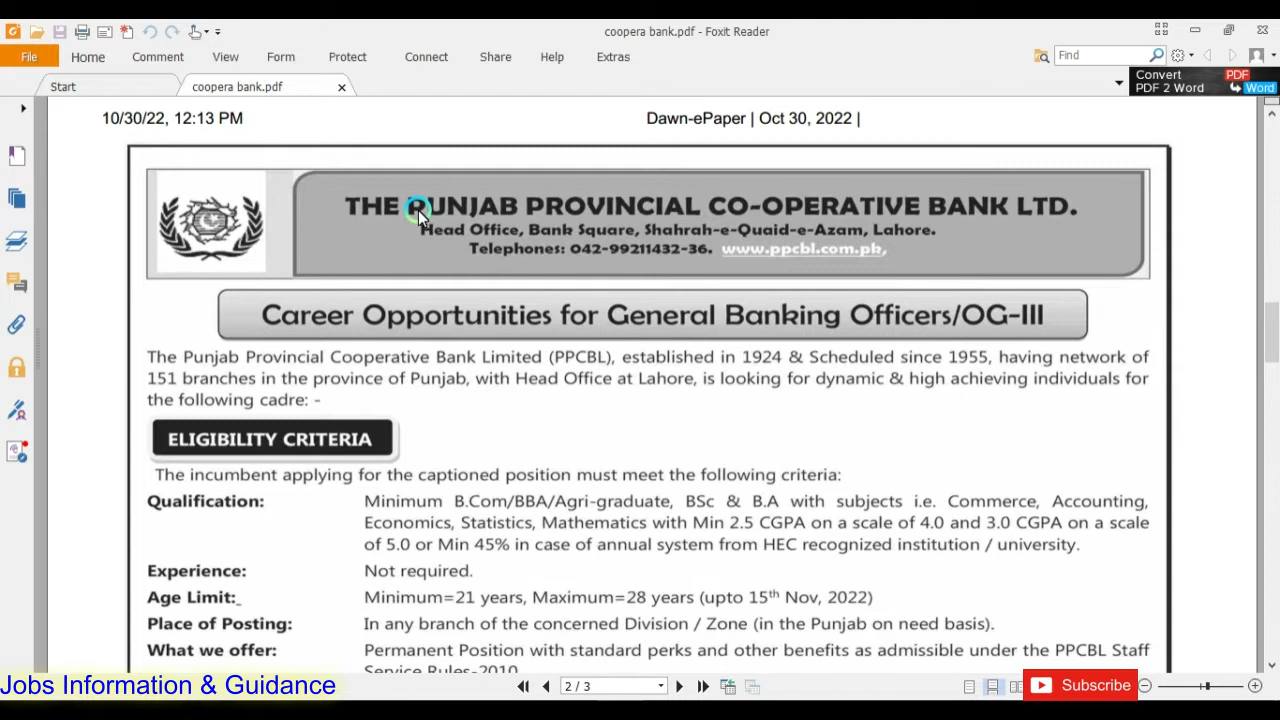 coopera bank.pdf - Foxit Reader
File Home Comment View Form Protect Connect Share Help Extras Find
Start coopera bank.pdf Convert PDF
PDF 2 Word Word
10/30/22, 12:13 PM Dawn-ePaper | Oct 30, 2022 |
THE PUNJAB PROVINCIAL CO-OPERATIVE BANK LTD.
Head Office, Bank Square, Shahrah-e-Quaid-e-Azam, Lahore.
Telephones: 042-99211432-36. www.ppcbl.com.pk,
Career Opportunities for General Banking Officers/OG-III
The Punjab Provincial Cooperative Bank Limited (PPCBL), established in 1924 & Scheduled since 1955, having network of
151 branches in the province of Punjab, with Head Office at Lahore, is looking for dynamic & high achieving individuals for
the following cadre: -
ELIGIBILITY CRITERIA
The incumbent applying for the captioned position must meet the following criteria:
Qualification: Minimum B.Com/BBA/Agri-graduate, BSc & B.A with subjects i.e. Commerce, Accounting,
Economics, Statistics, Mathematics with Min 2.5 CGPA on a scale of 4.0 and 3.0 CGPA on a scale
of 5.0 or Min 45% in case of annual system from HEC recognized institution / university.
Experience: Not required.
Age Limit:_ Minimum=21 years, Maximum=28 years (upto 15th Nov, 2022)
Place of Posting: In any branch of the concerned Division / Zone (in the Punjab on need basis).
What we offer: Permanent Position with standard perks and other benefits as admissible under the PPCBL Staff
Service Rules-2010
Jobs Information & Guidance 2 / 3 Subscribe